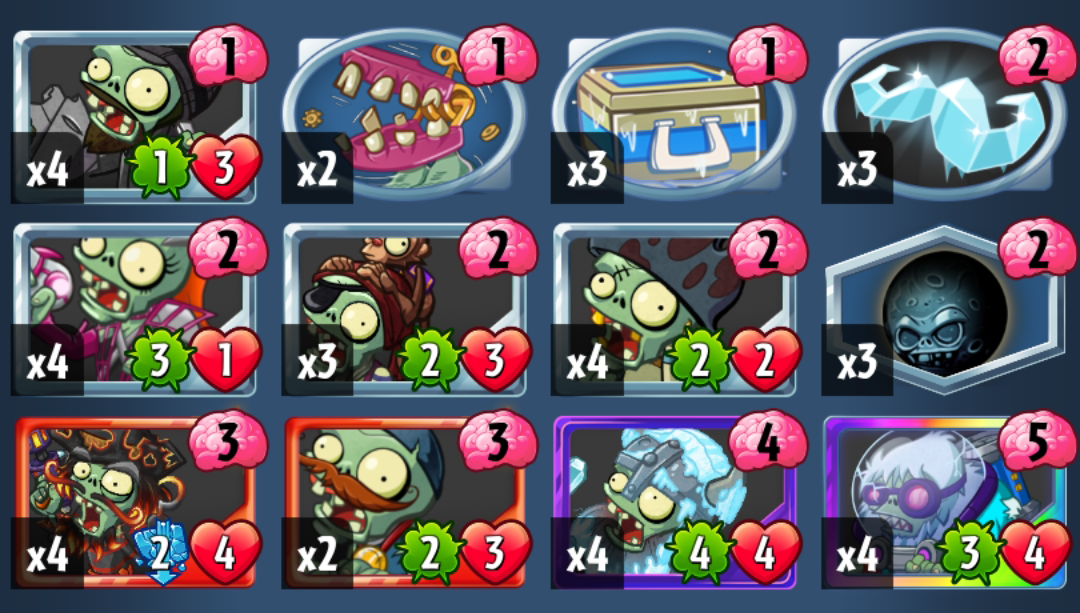 1 1 1 2
x4 1 3 x2 x3 x3
2 2 2 2
x4 3 1 x3 2 3 x4 2 2 x3
3 3 4 5
x4 2 4 x2 2 3 x4 4 4 x4 3 4